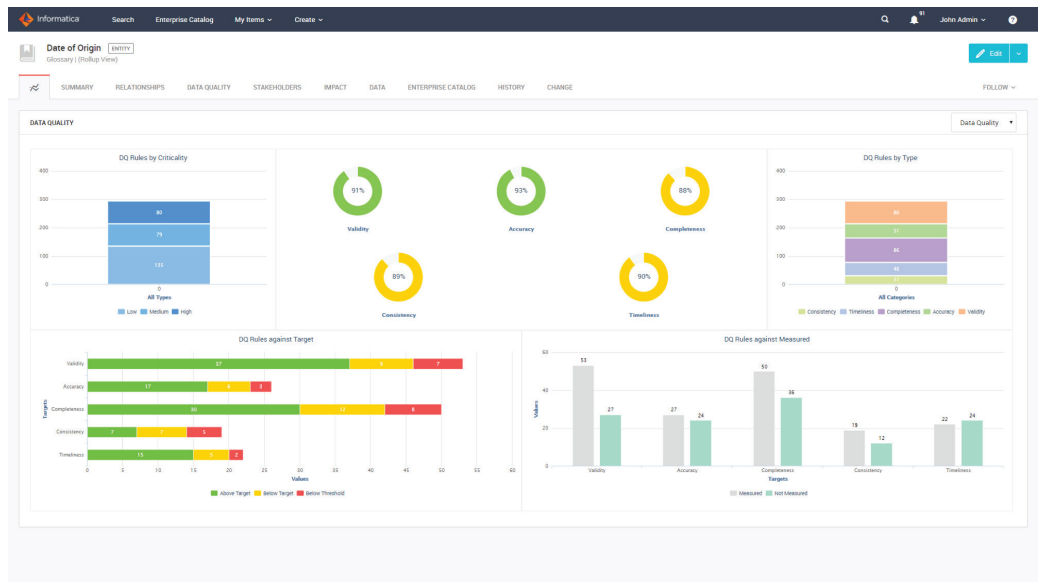 Informatica Search Enterprise Catalog My Items Create 91 John Admin ?
Date of Origin ENTITY
Glossary | (Rollup View)
Edit
SUMMARY RELATIONSHIPS DATA QUALITY STAKEHOLDERS IMPACT DATA ENTERPRISE CATALOG HISTORY CHANGE FOLLOW
DATA QUALITY
Data Quality
DQ Rules by Criticality
400
300
200
100
0
80
79
0
All Types
Low Medium High
91%
Validity
93%
Accuracy
88%
Completeness
89%
Consistency
90%
Timeliness
DQ Rules by Type
400
300
200
100
0
86
0
All Categories
Consistency Timeliness Completeness Accuracy Validity
DQ Rules against Target
Targets
Validity 37 7
Accuracy 17 3
Completeness 30 12 8
Consistency 7 7 5
Timeliness 15 5 2
0 5 10 15 20 25 30 35 40 45 50 55 60
Values
Above Target Below Target Below Threshold
DQ Rules against Measured
Values
60
40
20
0
53 27
27 24
50 36
19 12
22 24
Validity Accuracy Completeness Consistency Timeliness
Targets
Measured Not Measured